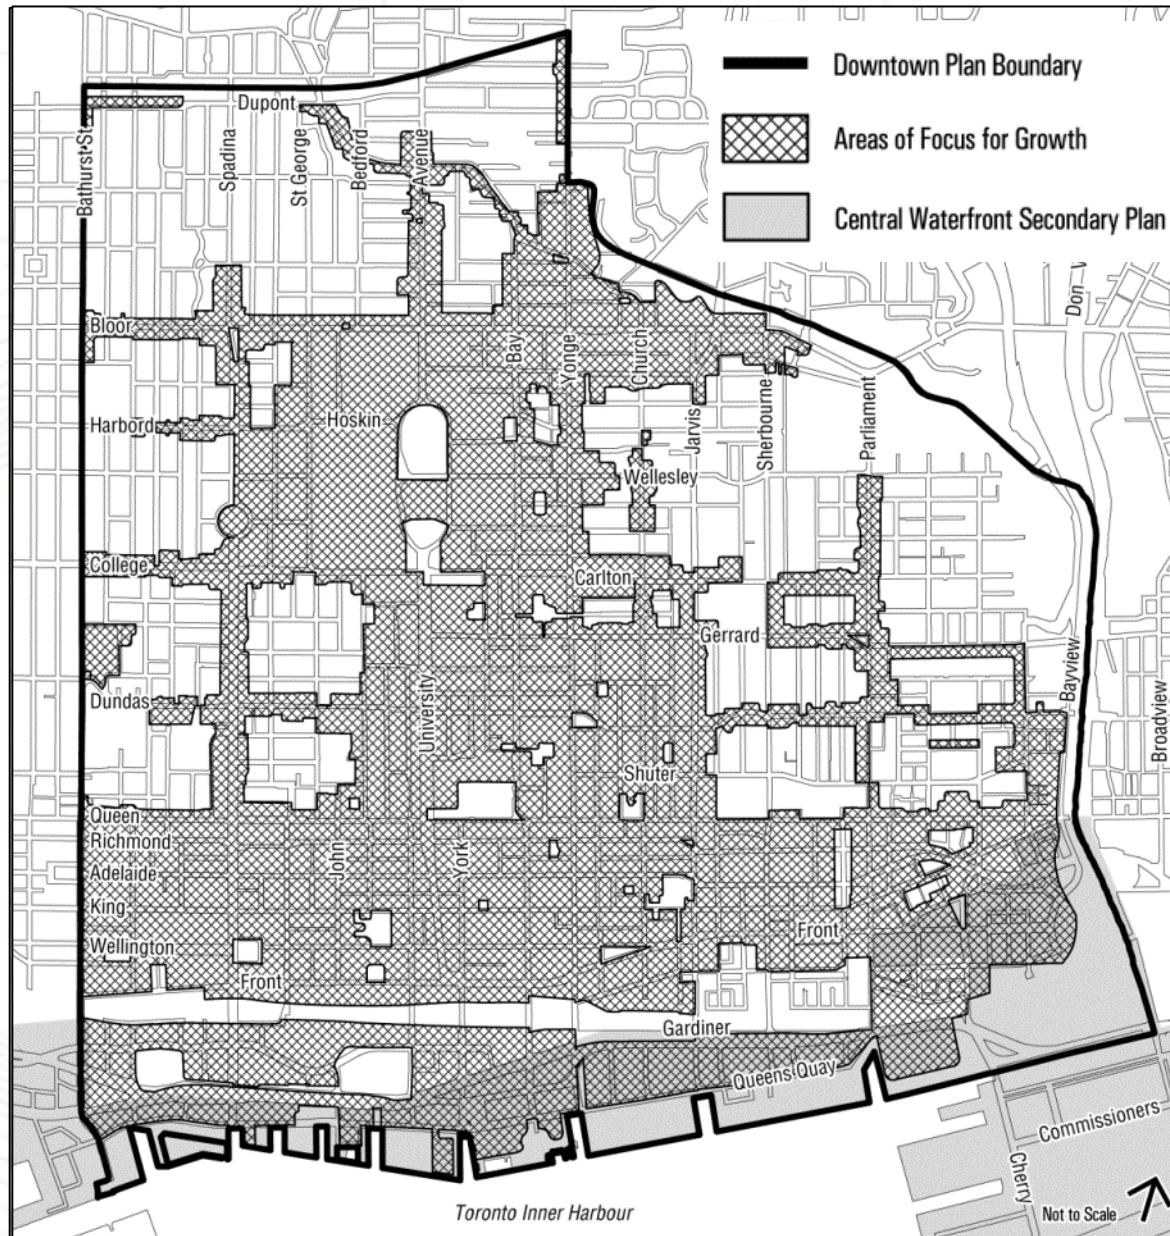 Downtown Plan Boundary
Areas of Focus for Growth
Central Waterfront Secondary Plan
Dupont
Bathurst St.
Spadina
St.George
Bedford
Avenue
Don V
Bloor
Bay
Yonge
Church
Harbord
Hoskin
Jarvis
Sherbourne
Parliament
Wellesley
College
Carlton
Gerrard
Dundas
University
Bayview
Broadview
Shuter
Queen
Richmond
John
York
Adelaide
King
Wellington
Front
Front
Gardiner
Queens Quay
Commissioners
Cherry
Toronto Inner Harbour
Not to Scale